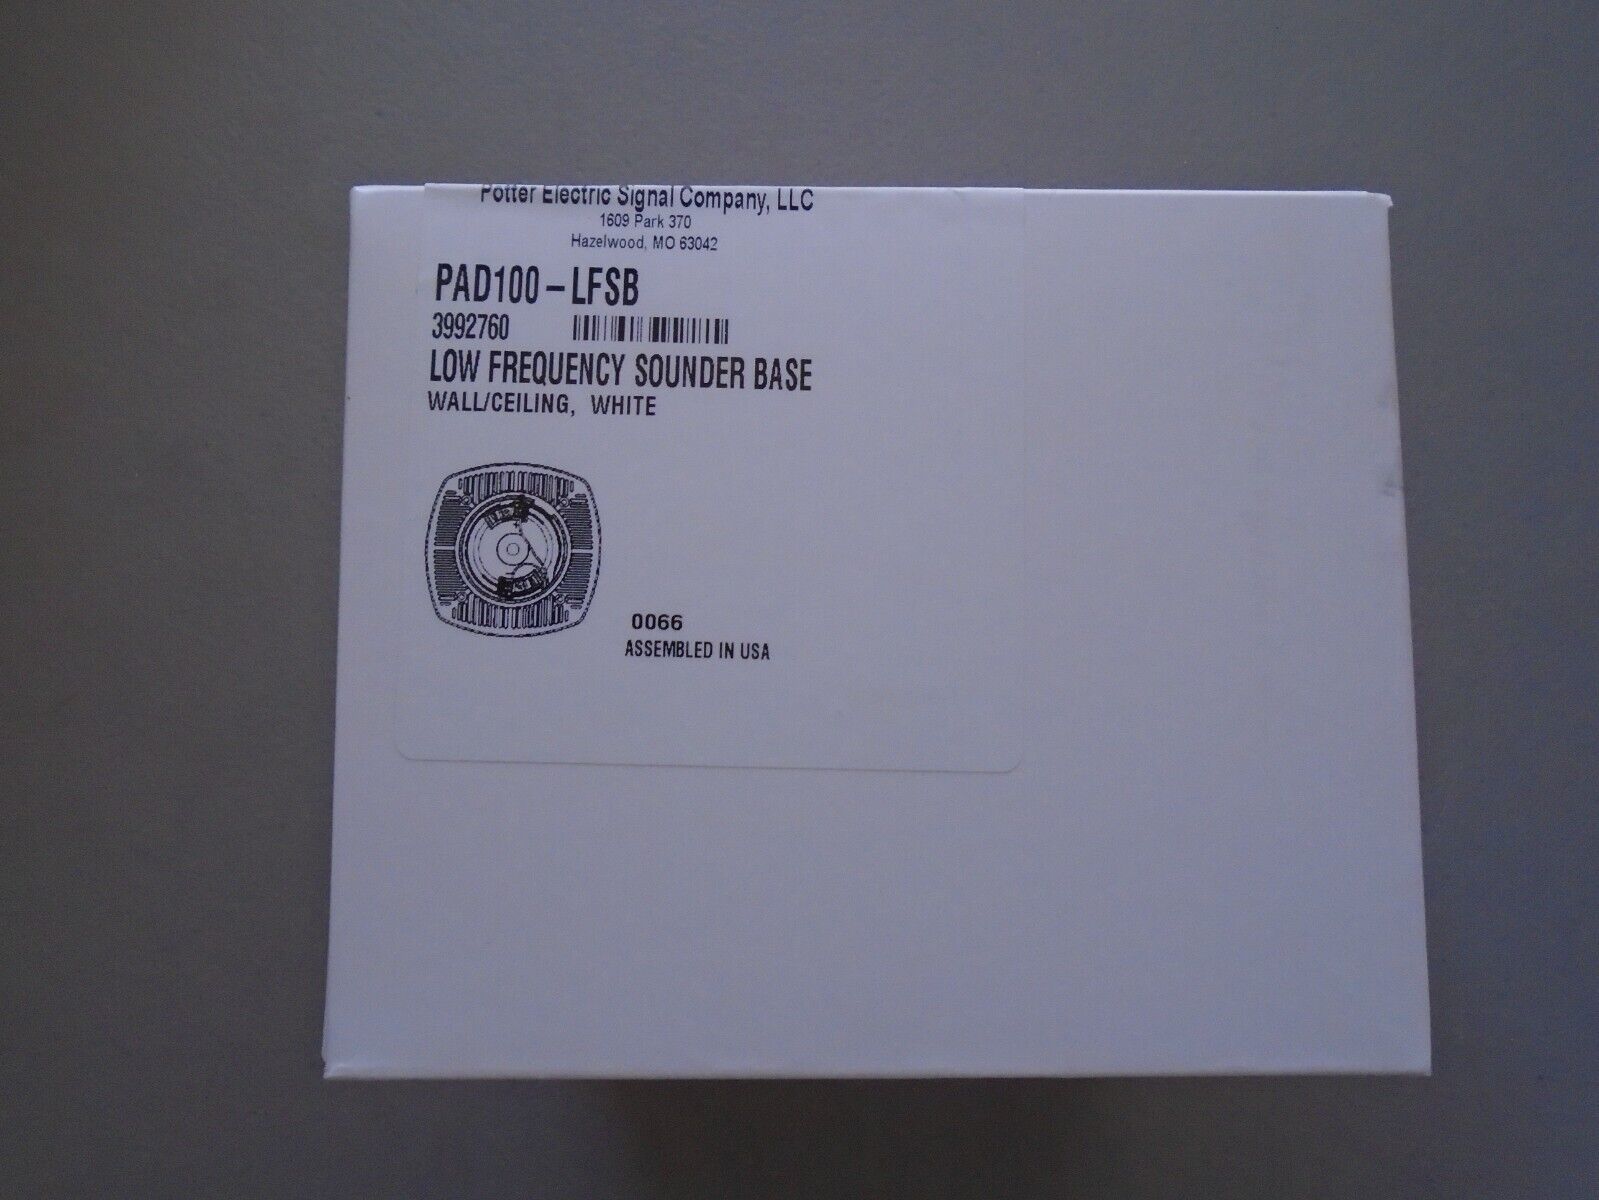 Potter Electric Signal Company, LLC
1609 Park 370
Hazelwood, MO 63042
PAD100-LFSB
3992760
LOW FREQUENCY SOUNDER BASE
WALL/CEILING, WHITE
0066
ASSEMBLED IN USA